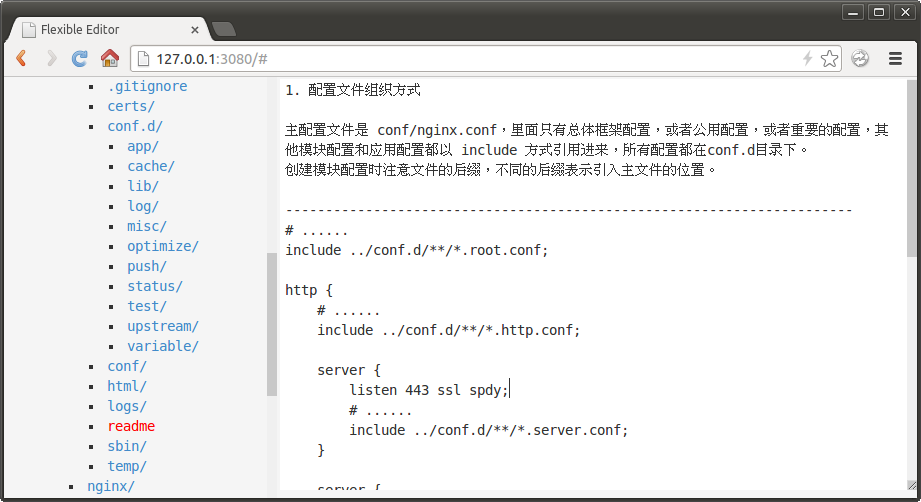 Flexible Editor
127.0.0.1:3080/#
.gitignore
certs/
conf.d/
app/
cache/
lib/
log/
misc/
optimize/
push/
status/
test/
upstream/
variable/
conf/
html/
logs/
readme
sbin/
temp/
nginx/
1. 配置文件组织方式
主配置文件是 conf/nginx.conf，里面只有总体框架配置，或者公用配置，或者重要的配置，其
他模块配置和应用配置都以 include 方式引用进来，所有配置都在conf.d目录下。
创建模块配置时注意文件的后缀，不同的后缀表示引入主文件的位置。
-----------------------------------------------------------------------
# ......
include ../conf.d/**/*.root.conf;
http {
# ......
include ../conf.d/**/*.http.conf;
server {
listen 443 ssl spdy;
# ......
include ../conf.d/**/*.server.conf;
}
server {